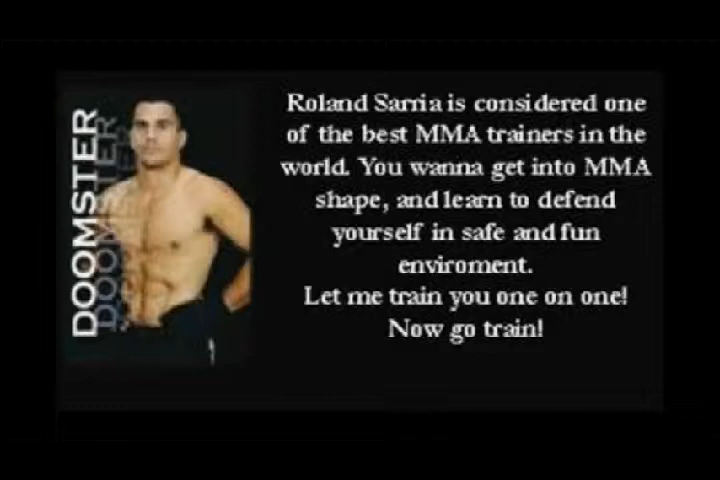 DOOMSTER
Roland Sarria is considered one
of the best MMA trainers in the
world. You wanna get into MMA
shape, and learn to defend
yourself in safe and fun
enviroment.
Let me train you one on one!
Now go train!